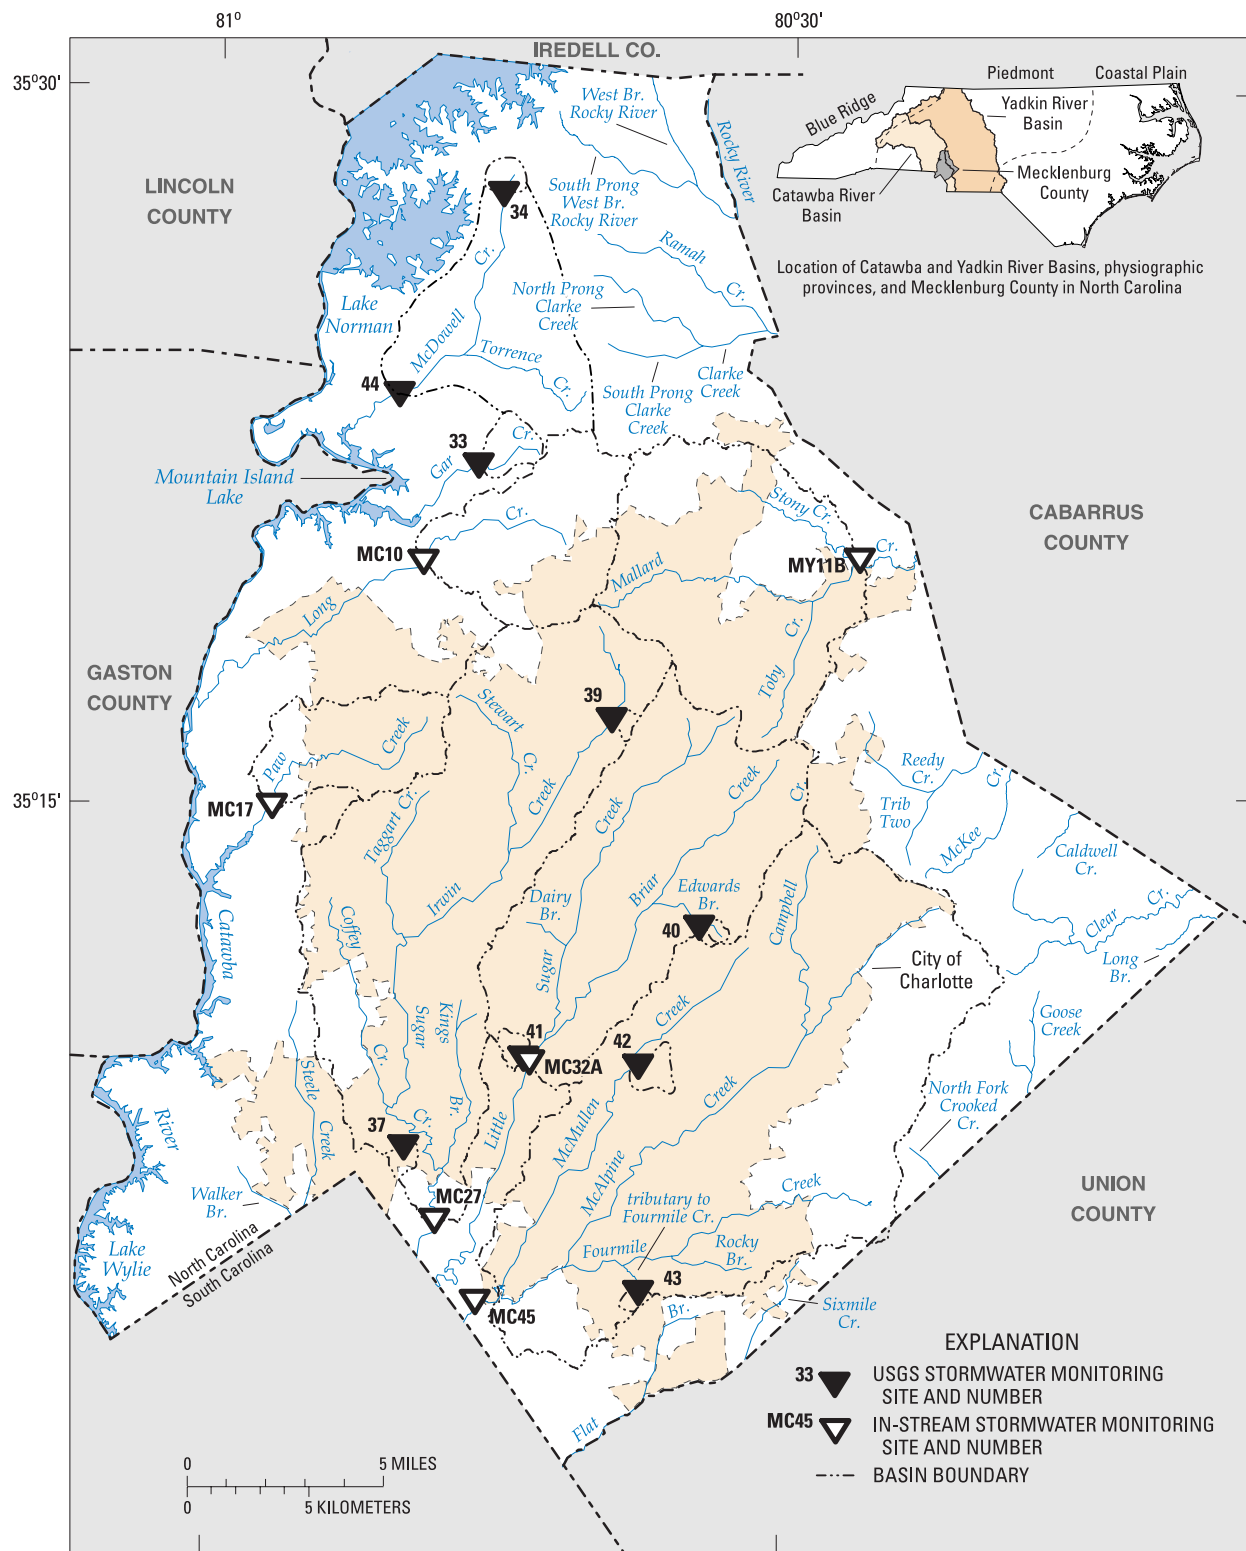 81°
80°30'
35°30'
35°15'
IREDELL CO.
LINCOLN
COUNTY
GASTON
COUNTY
CABARRUS
COUNTY
UNION
COUNTY
Blue Ridge
Piedmont
Coastal Plain
Yadkin River
Basin
Mecklenburg
County
Catawba River
Basin
Location of Catawba and Yadkin River Basins, physiographic
provinces, and Mecklenburg County in North Carolina
West Br.
Rocky River
Rocky River
South Prong
West Br.
Rocky River
34
Cr.
Ramah
Cr.
North Prong
Clarke
Creek
Lake
Norman
McDowell
Torrence
Cr.
South Prong
Clarke
Creek
Clarke
Creek
44
33
Gar
Cr.
Mountain Island
Lake
MC10
Cr.
Long
Stony Cr.
MY11B
Cr.
Mallard
Cr.
Toby
39
Stewart
Cr.
Creek
Paw
Creek
MC17
Taggart Cr.
Irwin
Creek
Creek
Cr.
Reedy
Cr.
Trib
Two
Cr.
McKee
Caldwell
Cr.
Clear
Cr.
Long
Br.
Dairy
Br.
Briar
Edwards
Br.
40
Campbell
City of
Charlotte
Goose
Creek
Coffey
Cr.
Catawba
Sugar
Sugar
Kings
Br.
Cr.
41
MC32A
42
Creek
Creek
North Fork
Crooked
Cr.
Steele
Creek
River
37
Little
McMullen
McAlpine
Walker
Br.
MC27
tributary to
Fourmile Cr.
Creek
Lake
Wylie
North Carolina
South Carolina
Fourmile
Rocky
Br.
43
MC45
Br.
Sixmile
Cr.
Flat
EXPLANATION
33 USGS STORMWATER MONITORING
SITE AND NUMBER
MC45 IN-STREAM STORMWATER MONITORING
SITE AND NUMBER
BASIN BOUNDARY
0 5 MILES
0 5 KILOMETERS